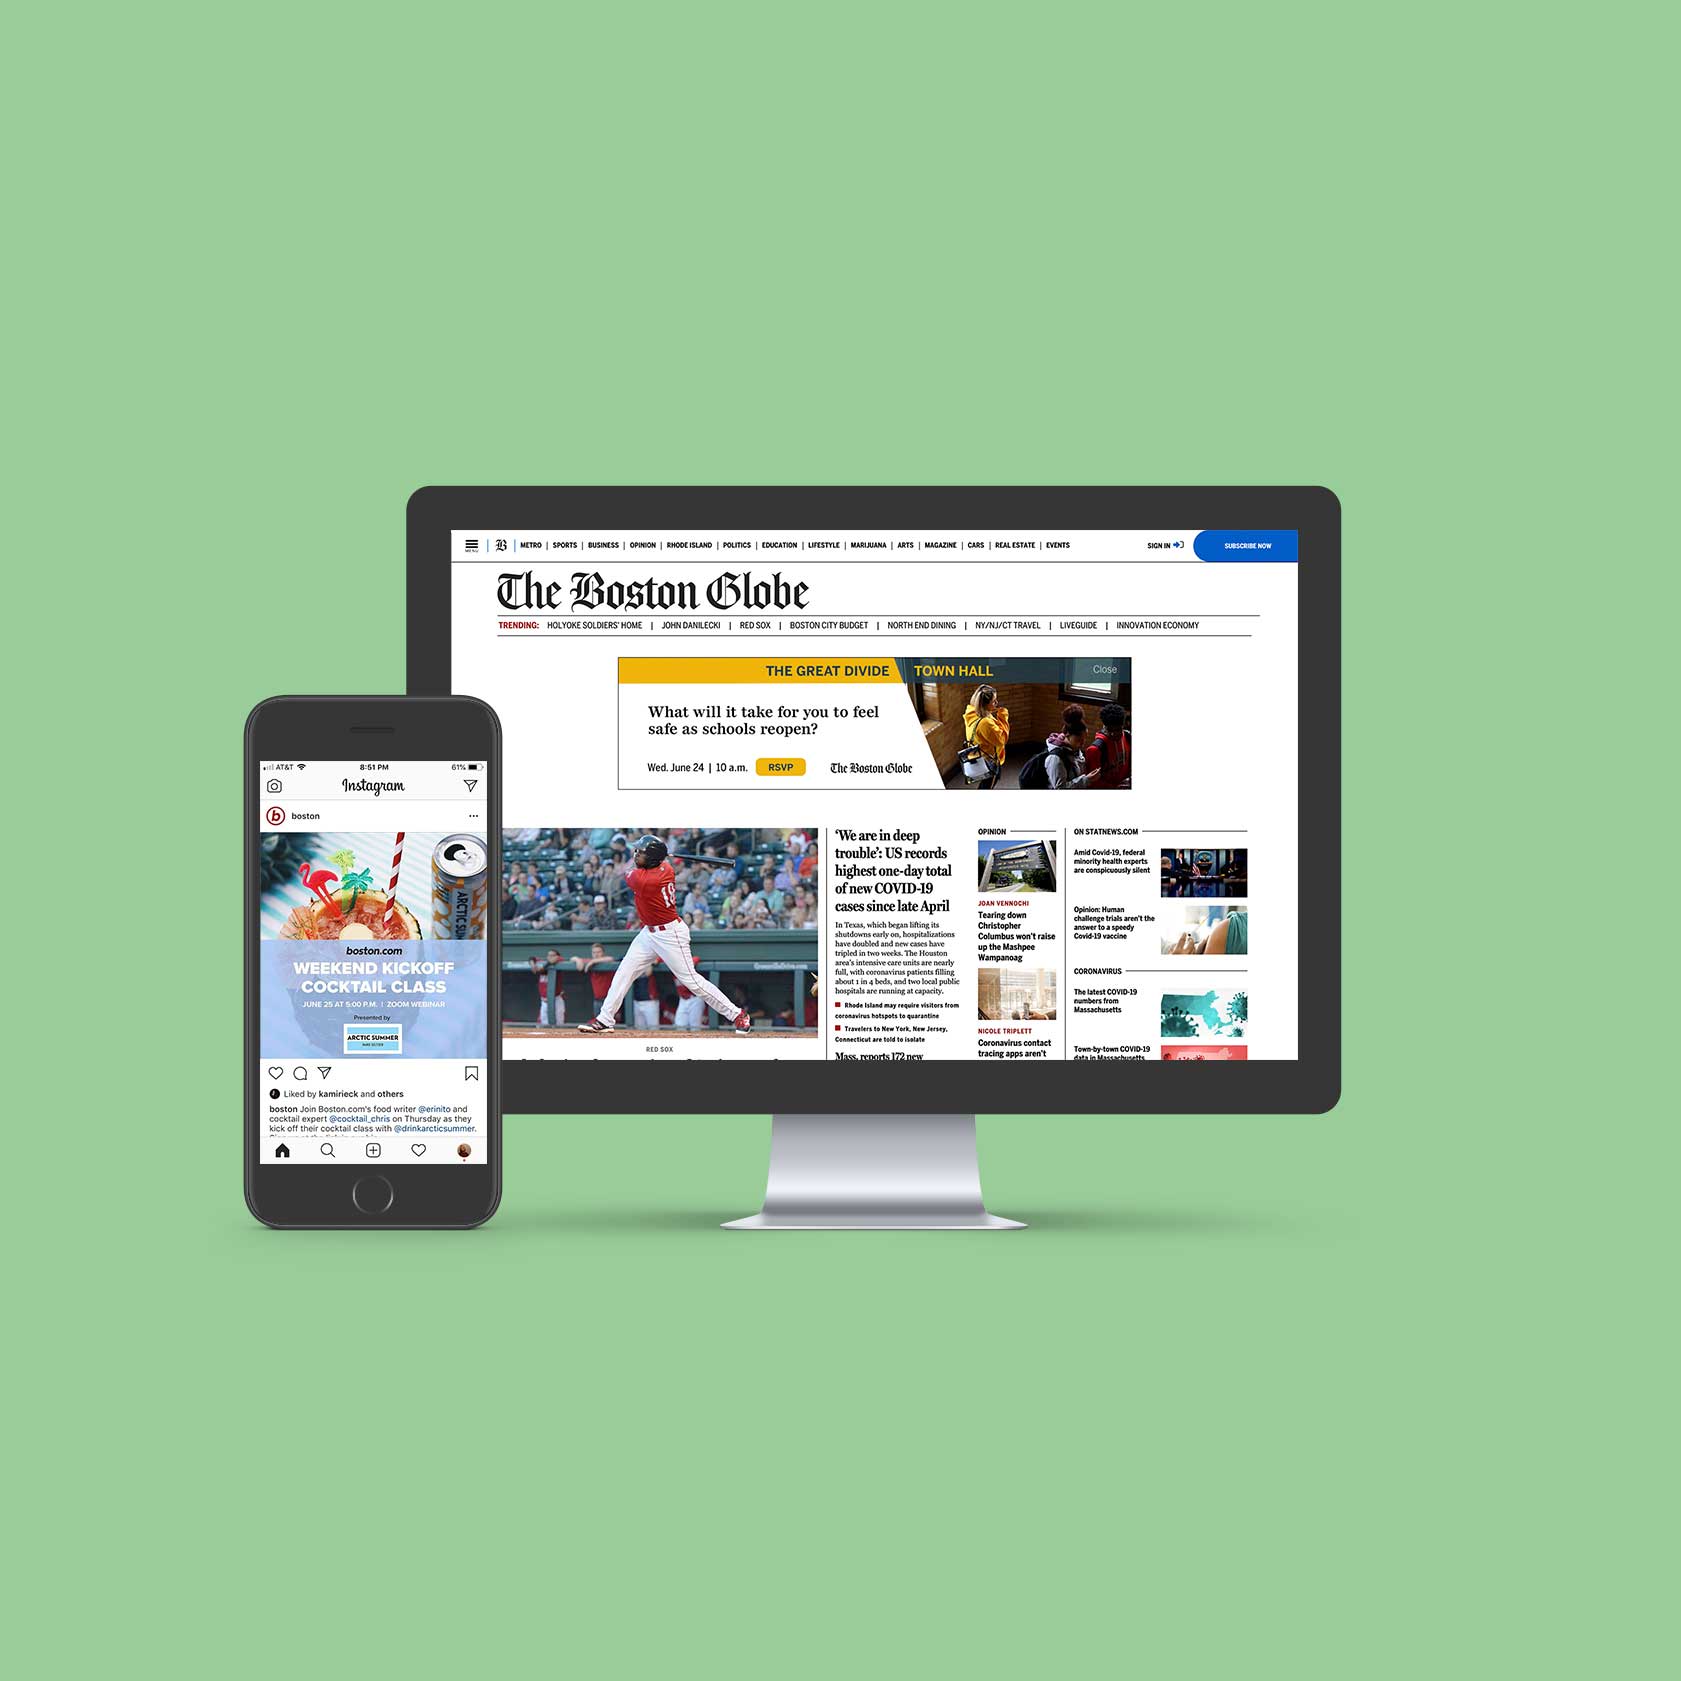 MENU B METRO | SPORTS | BUSINESS | OPINION | RHODE ISLAND | POLITICS | EDUCATION | LIFESTYLE | MARIJUANA | ARTS | MAGAZINE | CARS | REAL ESTATE | EVENTS SIGN IN SUBSCRIBE NOW
The Boston Globe
TRENDING: HOLYOKE SOLDIERS' HOME | JOHN DANILECKI | RED SOX | BOSTON CITY BUDGET | NORTH END DINING | NY/NJ/CT TRAVEL | LIVEGUIDE | INNOVATION ECONOMY
THE GREAT DIVIDE TOWN HALL Close
What will it take for you to feel
safe as schools reopen?
Wed. June 24 | 10 a.m. RSVP The Boston Globe
18
RED SOX
‘We are in deep
trouble’: US records
highest one-day total
of new COVID-19
cases since late April
In Texas, which began lifting its
shutdowns early on, hospitalizations
have doubled and new cases have
tripled in two weeks. The Houston
area's intensive care units are nearly
full, with coronavirus patients filling
about 1 in 4 beds, and two local public
hospitals are running at capacity.
Rhode Island may require visitors from
coronavirus hotspots to quarantine
Travelers to New York, New Jersey,
Connecticut are told to isolate
Mass. reports 172 new
OPINION
JOAN VENNOCHI
Tearing down
Christopher
Columbus won't raise
up the Mashpee
Wampanoag
NICOLE TRIPLETT
Coronavirus contact
tracing apps aren't
ON STATNEWS.COM
Amid Covid-19, federal
minority health experts
are conspicuously silent
Opinion: Human
challenge trials aren't the
answer to a speedy
Covid-19 vaccine
CORONAVIRUS
The latest COVID-19
numbers from
Massachusetts
Town-by-town COVID-19
data in Massachusetts
AT&T 8:51 PM 61%
Instagram
b boston
ARCTIC SUM
boston.com
WEEKEND KICKOFF
COCKTAIL CLASS
JUNE 25 AT 5:00 P.M. | ZOOM WEBINAR
Presented by
ARCTIC SUMMER
HARD SELTZER
Liked by kamirieck and others
boston Join Boston.com's food writer @erinito and
cocktail expert @cocktail_chris on Thursday as they
kick off their cocktail class with @drinkarcticsummer.